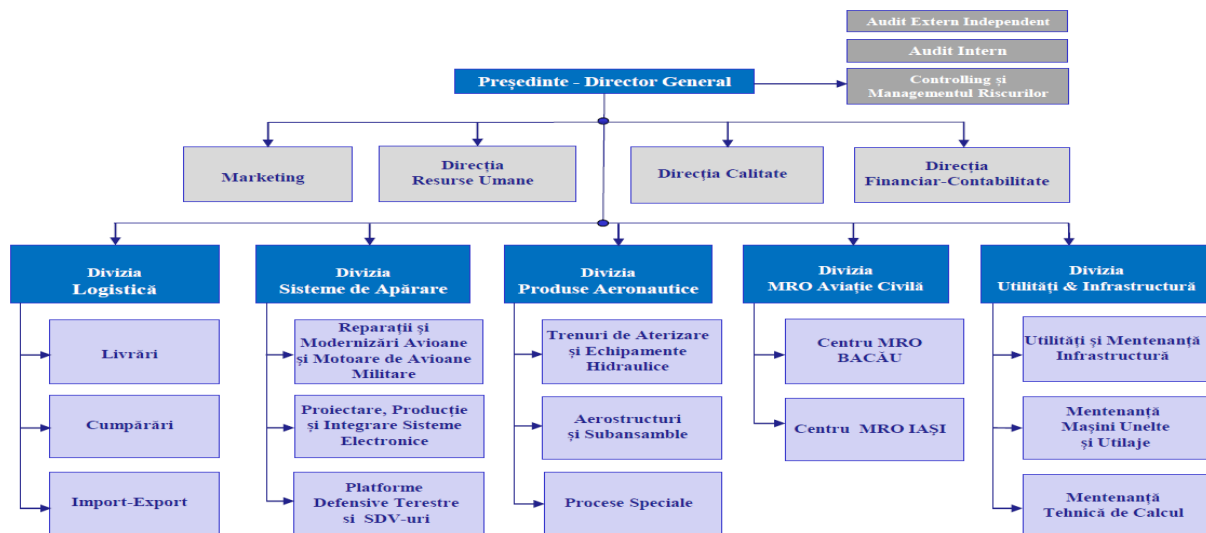 Audit Extern Independent
Audit Intern
Controlling și
Managementul Riscurilor
Președinte - Director General
Marketing
Direcția
Resurse Umane
Direcția Calitate
Direcția
Financiar-Contabilitate
Divizia
Logistică
Divizia
Sisteme de Apărare
Divizia
Produse Aeronautice
Divizia
MRO Aviație Civilă
Divizia
Utilități & Infrastructură
Livrări
Cumpărări
Import-Export
Reparații și
Modernizări Avioane
și Motoare de Avioane
Militare
Proiectare, Producție
și Integrare Sisteme
Electronice
Platforme
Defensive Terestre
si SDV-uri
Trenuri de Aterizare
și Echipamente
Hidraulice
Aerostructuri
și Subansamble
Procese Speciale
Centru MRO
BACĂU
Centru MRO IAȘI
Utilități și Mentenanță
Infrastructură
Mentenanță
Mașini Unelte
și Utilaje
Mentenanță
Tehnică de Calcul